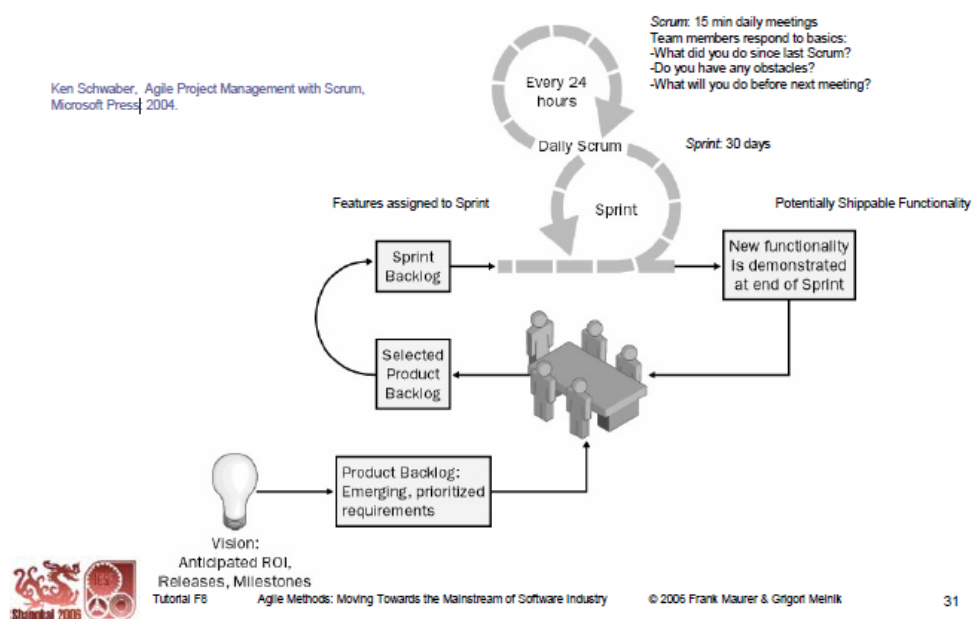 Scrum: 15 min daily meetings
Team members respond to basics:
-What did you do since last Scrum?
-Do you have any obstacles?
-What will you do before next meeting?
Ken Schwaber, Agile Project Management with Scrum,
Microsoft Press, 2004.
Every 24
hours
Daily Scrum
Sprint: 30 days
Sprint
Features assigned to Sprint
Potentially Shippable Functionality
Sprint
Backlog
New functionality
is demonstrated
at end of Sprint
Selected
Product
Backlog
Product Backlog:
Emerging, prioritized
requirements
Vision:
Anticipated ROI,
Releases, Milestones
Shanghai 2006
Tutorial F8
Agile Methods: Moving Towards the Mainstream of Software Industry
© 2006 Frank Maurer & Grigori Melnik
31